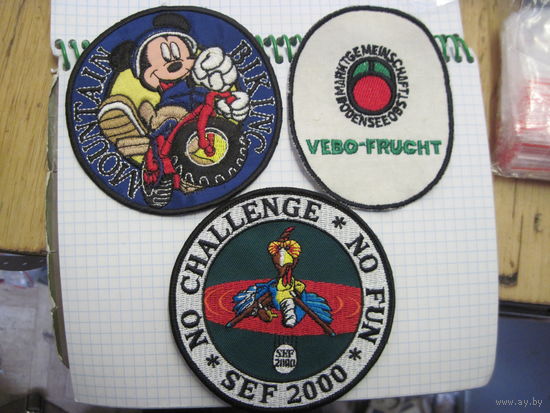 MOUNTAIN BIKING
MARKTGEMEINSCHAFT BODENSEEOBST
VEBO-FRUCHT
NO CHALLENGE * NO FUN *
SEF 2000 *
SEF
2000
www.ay.by